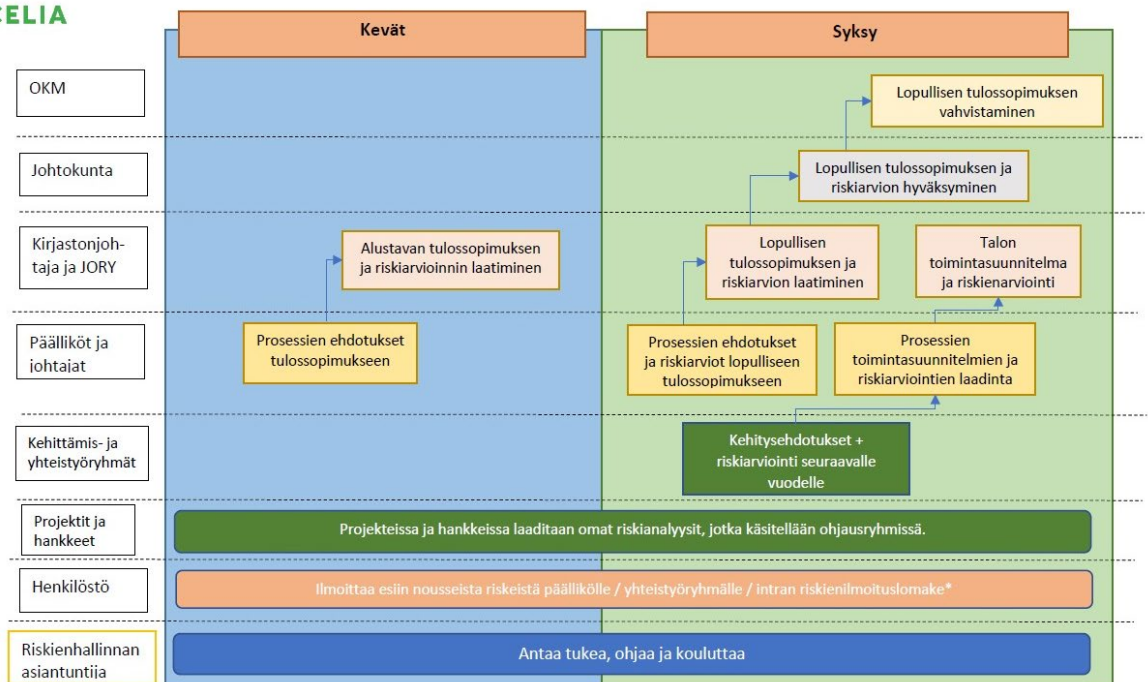 CELIA
Kevät
Syksy
OKM
Lopullisen tulossopimuksen
vahvistaminen
Johtokunta
Lopullisen tulossopimuksen ja
riskiarvion hyväksyminen
Kirjastonjoh-
taja ja JORY
Alustavan tulossopimuksen
ja riskiarvioinnin laatiminen
Lopullisen
tulossopimuksen ja
riskiarvion laatiminen
Talon
toimintasuunnitelma
ja riskienarviointi
Päälliköt ja
johtajat
Prosessien ehdotukset
tulossopimukseen
Prosessien ehdotukset
ja riskiarviot lopulliseen
tulossopimukseen
Prosessien
toimintasuunnitelmien ja
riskiarviointien laadinta
Kehittämis- ja
yhteistyöryhmät
Kehitysehdotukset +
riskiarviointi seuraavalle
vuodelle
Projektit ja
hankkeet
Projekteissa ja hankkeissa laaditaan omat riskianalyysit, jotka käsitellään ohjausryhmissä.
Henkilöstö
Ilmoittaa esiin nousseista riskeistä päällikölle / yhteistyöryhmälle / intran riskienilmoituslomake*
Riskienhallinnan
asiantuntija
Antaa tukea, ohjaa ja kouluttaa